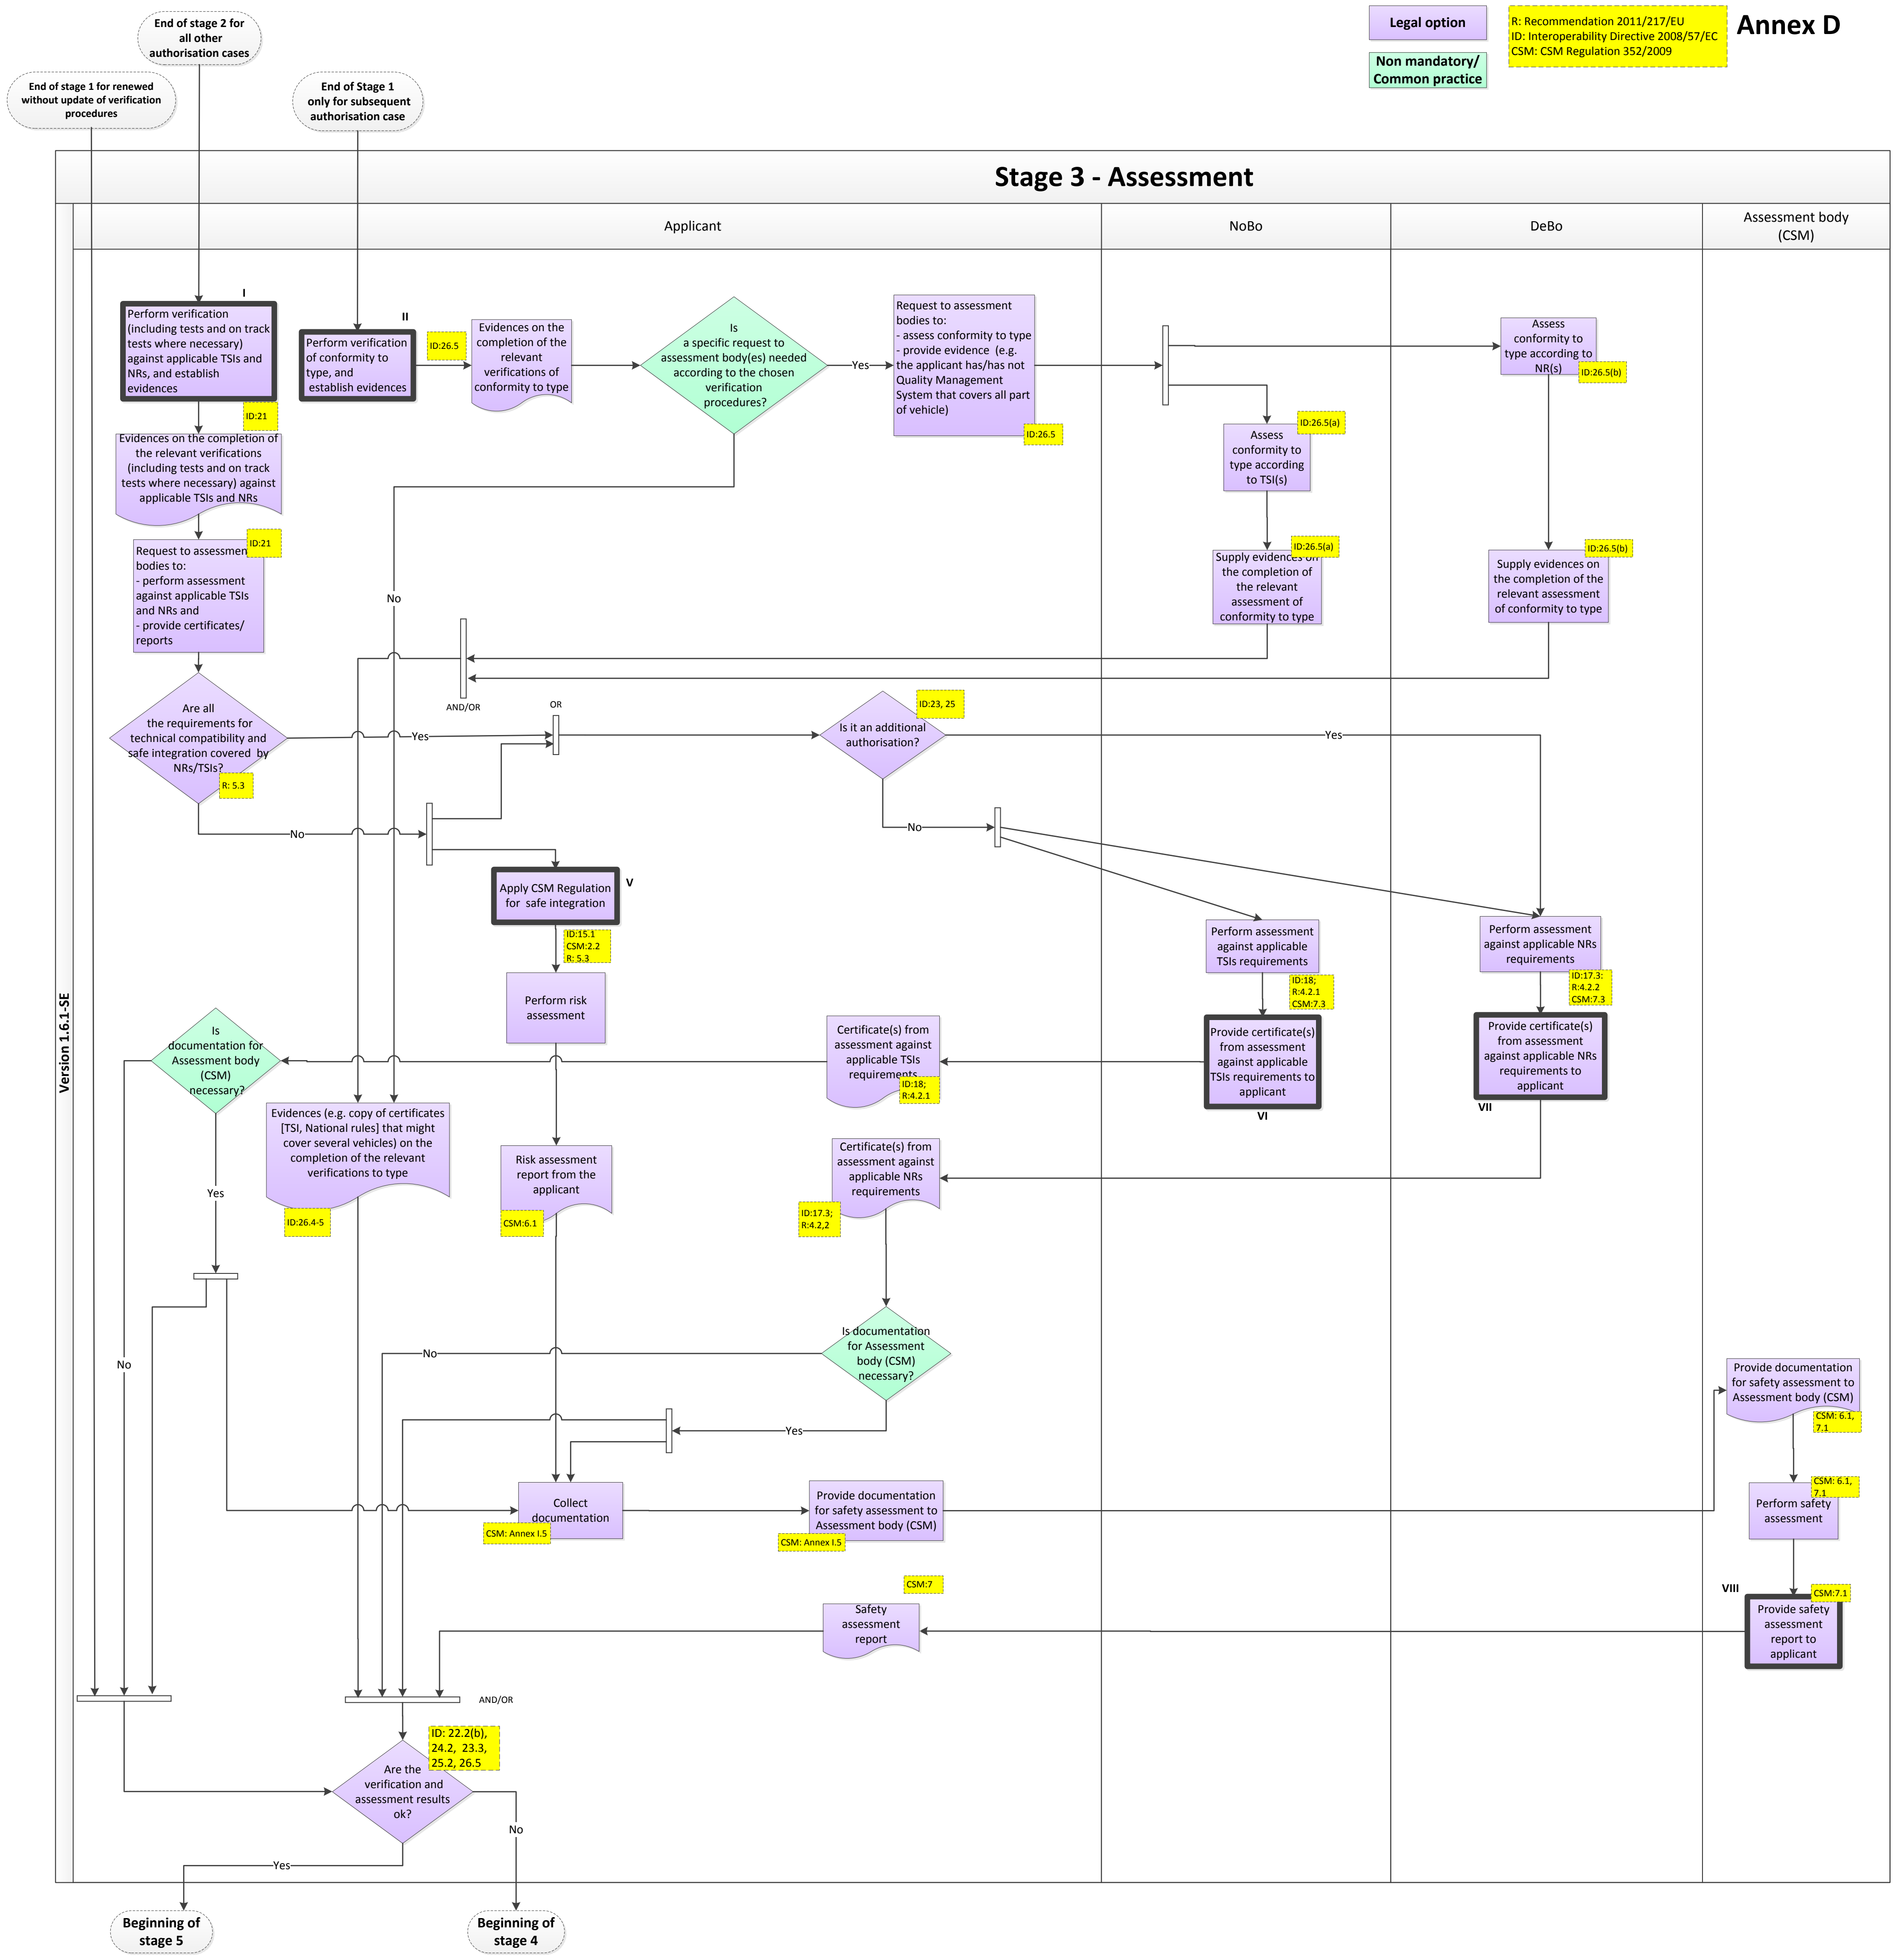 End of stage 2 for
all other
authorisation cases
End of stage 1 for renewed
without update of verification
procedures
End of Stage 1
only for subsequent
authorisation case
Legal option
Non mandatory/
Common practice
R: Recommendation 2011/217/EU
ID: Interoperability Directive 2008/57/EC
CSM: CSM Regulation 352/2009
Annex D
Stage 3 - Assessment
Version 1.6.1-SE
Applicant
NoBo
DeBo
Assessment body
(CSM)
I
Perform verification
(including tests and on track
tests where necessary)
against applicable TSIs and
NRs, and establish
evidences
ID:21
II
Perform verification
of conformity to
type, and
establish evidences
ID:26.5
Evidences on the
completion of the
relevant
verifications of
conformity to type
Is
a specific request to
assessment body(es) needed
according to the chosen
verification
procedures?
Yes
No
Request to assessment
bodies to:
- assess conformity to type
- provide evidence (e.g.
the applicant has/has not
Quality Management
System that covers all part
of vehicle)
ID:26.5
Assess
conformity to
type according to
NR(s)
ID:26.5(b)
ID:26.5(a)
Assess
conformity to
type according
to TSI(s)
Evidences on the completion of
the relevant verifications
(including tests and on track
tests where necessary) against
applicable TSIs and NRs
ID:21
Request to assessment
bodies to:
- perform assessment
against applicable TSIs
and NRs and
- provide certificates/
reports
ID:26.5(a)
Supply evidences on
the completion of
the relevant
assessment of
conformity to type
ID:26.5(b)
Supply evidences on
the completion of the
relevant assessment
of conformity to type
AND/OR
OR
Are all
the requirements for
technical compatibility and
safe integration covered by
NRs/TSIs?
R: 5.3
Yes
No
ID:23, 25
Is it an additional
authorisation?
Yes
No
Apply CSM Regulation
for safe integration
V
ID:15.1
CSM:2.2
R: 5.3
Perform risk
assessment
Perform assessment
against applicable
TSIs requirements
ID:18;
R:4.2.1
CSM:7.3
Perform assessment
against applicable NRs
requirements
ID:17.3:
R:4.2.2
CSM:7.3
Is
documentation for
Assessment body
(CSM)
necessary?
Yes
No
Certificate(s) from
assessment against
applicable TSIs
requirements
ID:18;
R:4.2.1
Provide certificate(s)
from assessment
against applicable
TSIs requirements to
applicant
VI
Provide certificate(s)
from assessment
against applicable NRs
requirements to
applicant
VII
Evidences (e.g. copy of certificates
[TSI, National rules] that might
cover several vehicles) on the
completion of the relevant
verifications to type
ID:26.4-5
Risk assessment
report from the
applicant
CSM:6.1
Certificate(s) from
assessment against
applicable NRs
requirements
ID:17.3;
R:4.2,2
Is documentation
for Assessment
body (CSM)
necessary?
No
Yes
Provide documentation
for safety assessment to
Assessment body (CSM)
CSM: 6.1,
7.1
Collect
documentation
CSM: Annex I.5
Provide documentation
for safety assessment to
Assessment body (CSM)
CSM: Annex I.5
CSM: 6.1,
7.1
Perform safety
assessment
CSM:7
Safety
assessment
report
VIII
CSM:7.1
Provide safety
assessment
report to
applicant
AND/OR
ID: 22.2(b),
24.2, 23.3,
25.2, 26.5
Are the
verification and
assessment results
ok?
No
Yes
Beginning of
stage 5
Beginning of
stage 4